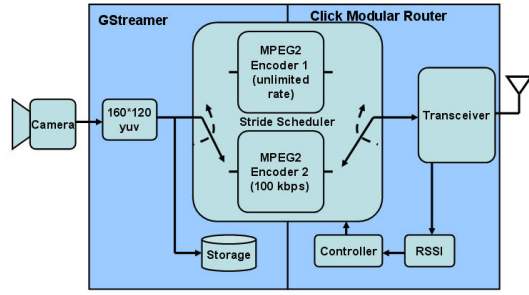 GStreamer
Click Modular Router
MPEG2
Encoder 1
(unlimited
rate)
Camera
160*120
yuv
Stride Scheduler
Transceiver
MPEG2
Encoder 2
(100 kbps)
Storage
Controller
RSSI